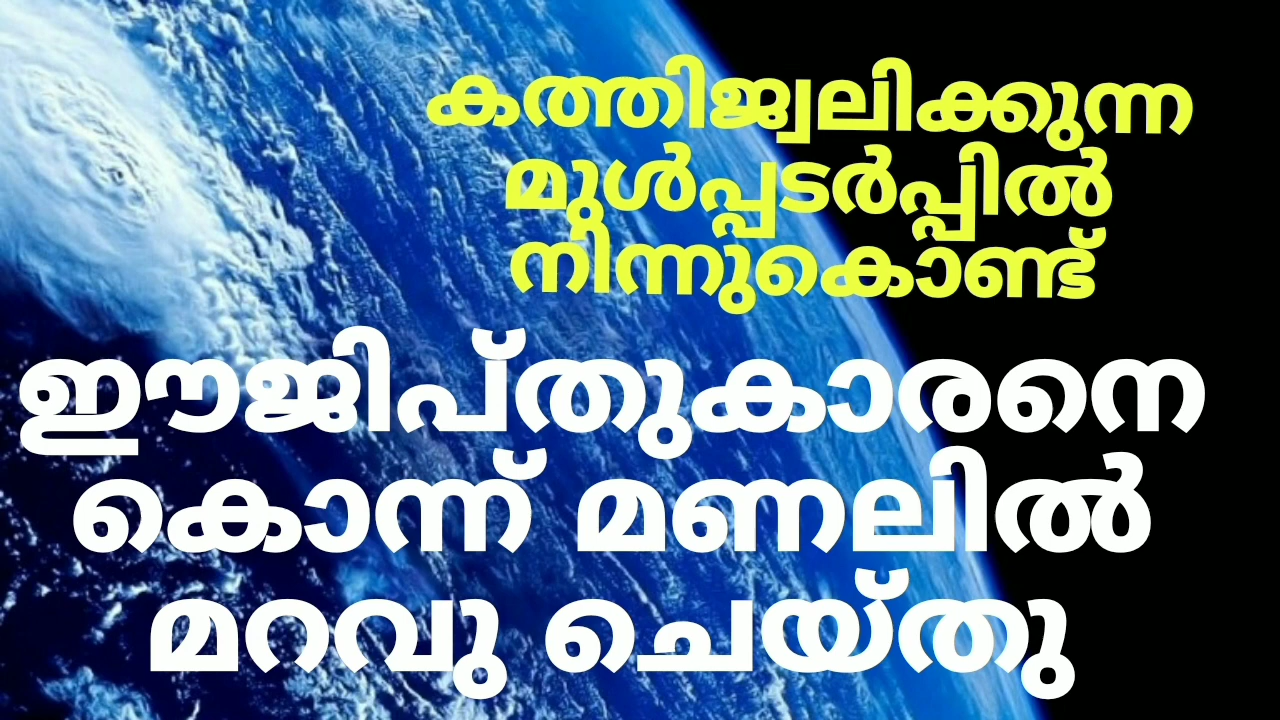 കത്തിജ്വലിക്കുന്ന
മുൾപ്പടർപ്പിൽ
നിന്നുകൊണ്ട്
ഈജിപ്തുകാരനെ
കൊന്ന് മണലിൽ
മറവു ചെയ്തു